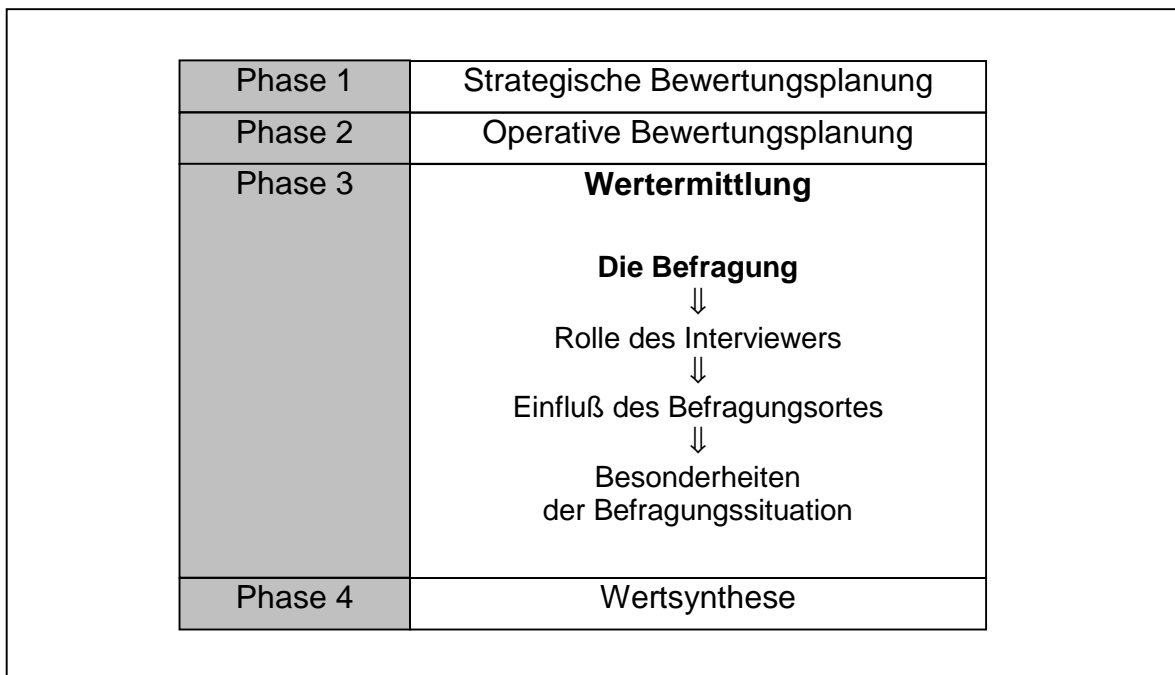 Phase 1 Strategische Bewertungsplanung
Phase 2 Operative Bewertungsplanung
Phase 3 Wertermittlung
Die Befragung
⇓
Rolle des Interviewers
⇓
Einfluß des Befragungsortes
⇓
Besonderheiten
der Befragungssituation
Phase 4 Wertsynthese